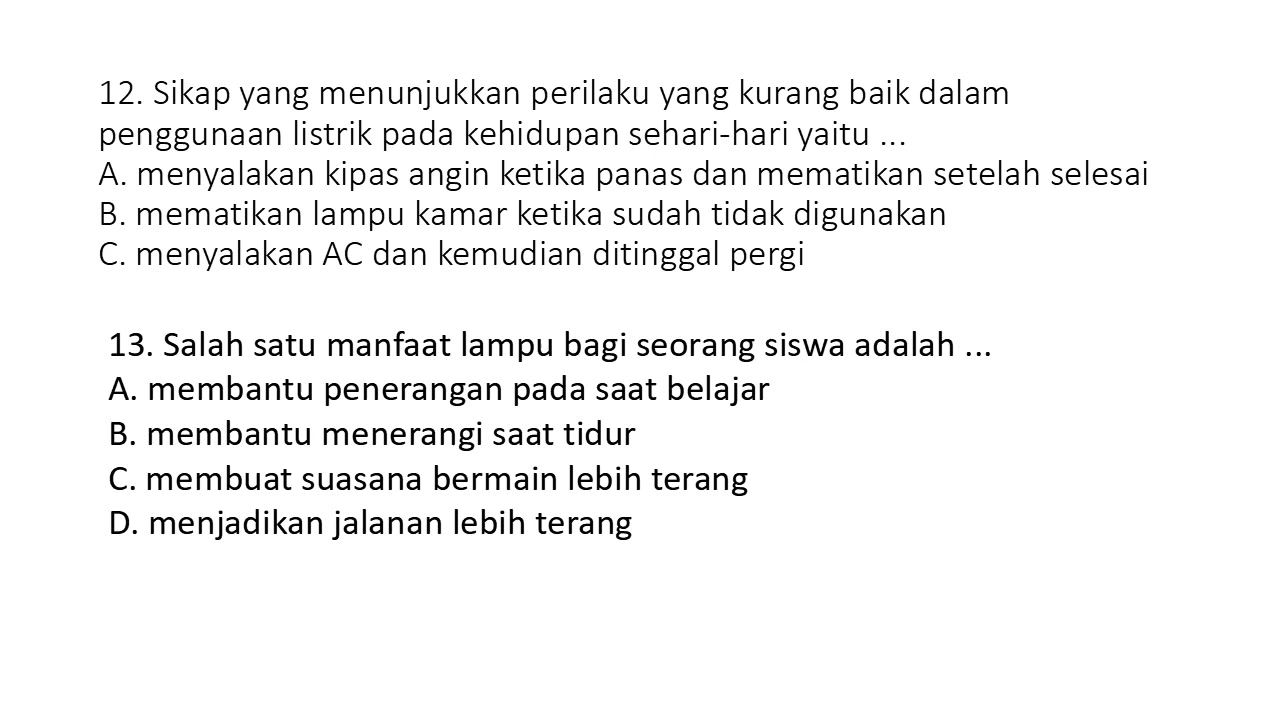 12. Sikap yang menunjukkan perilaku yang kurang baik dalam
penggunaan listrik pada kehidupan sehari-hari yaitu ...
A. menyalakan kipas angin ketika panas dan mematikan setelah selesai
B. mematikan lampu kamar ketika sudah tidak digunakan
C. menyalakan AC dan kemudian ditinggal pergi
13. Salah satu manfaat lampu bagi seorang siswa adalah ...
A. membantu penerangan pada saat belajar
B. membantu menerangi saat tidur
C. membuat suasana bermain lebih terang
D. menjadikan jalanan lebih terang